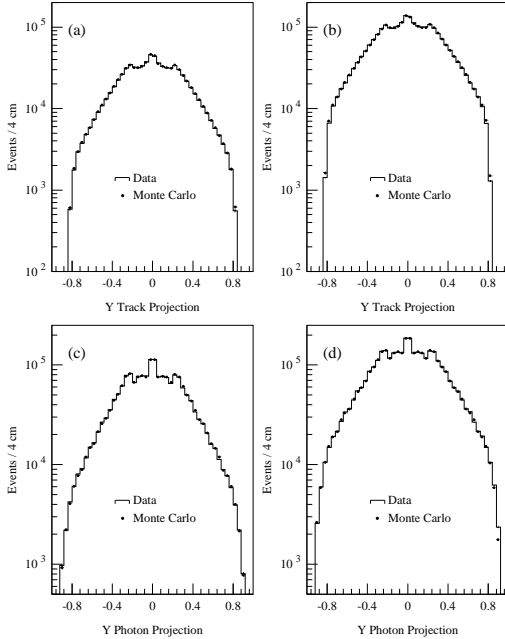 (a)
Events / 4 cm
10^5
10^4
10^3
10^2
Data
Monte Carlo
-0.8 -0.4 0 0.4 0.8
Y Track Projection
(b)
Events / 4 cm
10^5
10^4
10^3
10^2
Data
Monte Carlo
-0.8 -0.4 0 0.4 0.8
Y Track Projection
(c)
Events / 4 cm
10^5
10^4
10^3
Data
Monte Carlo
-0.8 -0.4 0 0.4 0.8
Y Photon Projection
(d)
Events / 4 cm
10^5
10^4
10^3
Data
Monte Carlo
-0.8 -0.4 0 0.4 0.8
Y Photon Projection